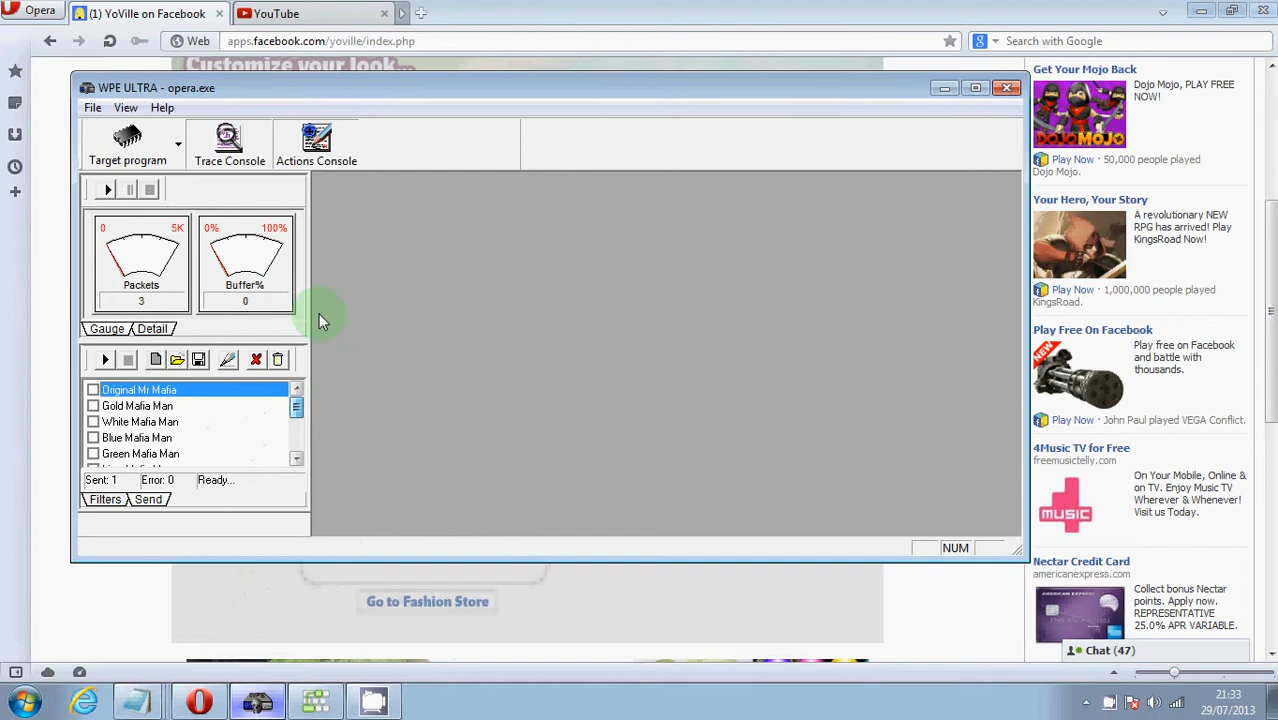 Opera
(1) YoVille on Facebook
YouTube
Web
apps.facebook.com/yoville/index.php
Search with Google
Customize your look...
WPE ULTRA - opera.exe
File View Help
Target program
Trace Console
Actions Console
0 5K
Packets
3
0% 100%
Buffer%
0
Gauge Detail
Original Mr Mafia
Gold Mafia Man
White Mafia Man
Blue Mafia Man
Green Mafia Man
Sent: 1 Error: 0 Ready...
Filters Send
NUM
Go to Fashion Store
Get Your Mojo Back
DOJOMOJO
Dojo Mojo, PLAY FREE
NOW!
Play Now · 50,000 people played
Dojo Mojo.
Your Hero, Your Story
A revolutionary NEW
RPG has arrived! Play
KingsRoad Now!
Play Now · 1,000,000 people played
KingsRoad.
Play Free On Facebook
NEW
Play free on Facebook
and battle with
thousands.
Play Now · John Paul played VEGA Conflict.
4Music TV for Free
freemusictelly.com
4
MUSIC
On Your Mobile, Online &
on TV. Enjoy Music TV
Wherever & Whenever!
Visit us Today.
Nectar Credit Card
americanexpress.com
Collect bonus Nectar
points. Apply now.
REPRESENTATIVE
25.0% APR VARIABLE.
Chat (47)
21:33
29/07/2013